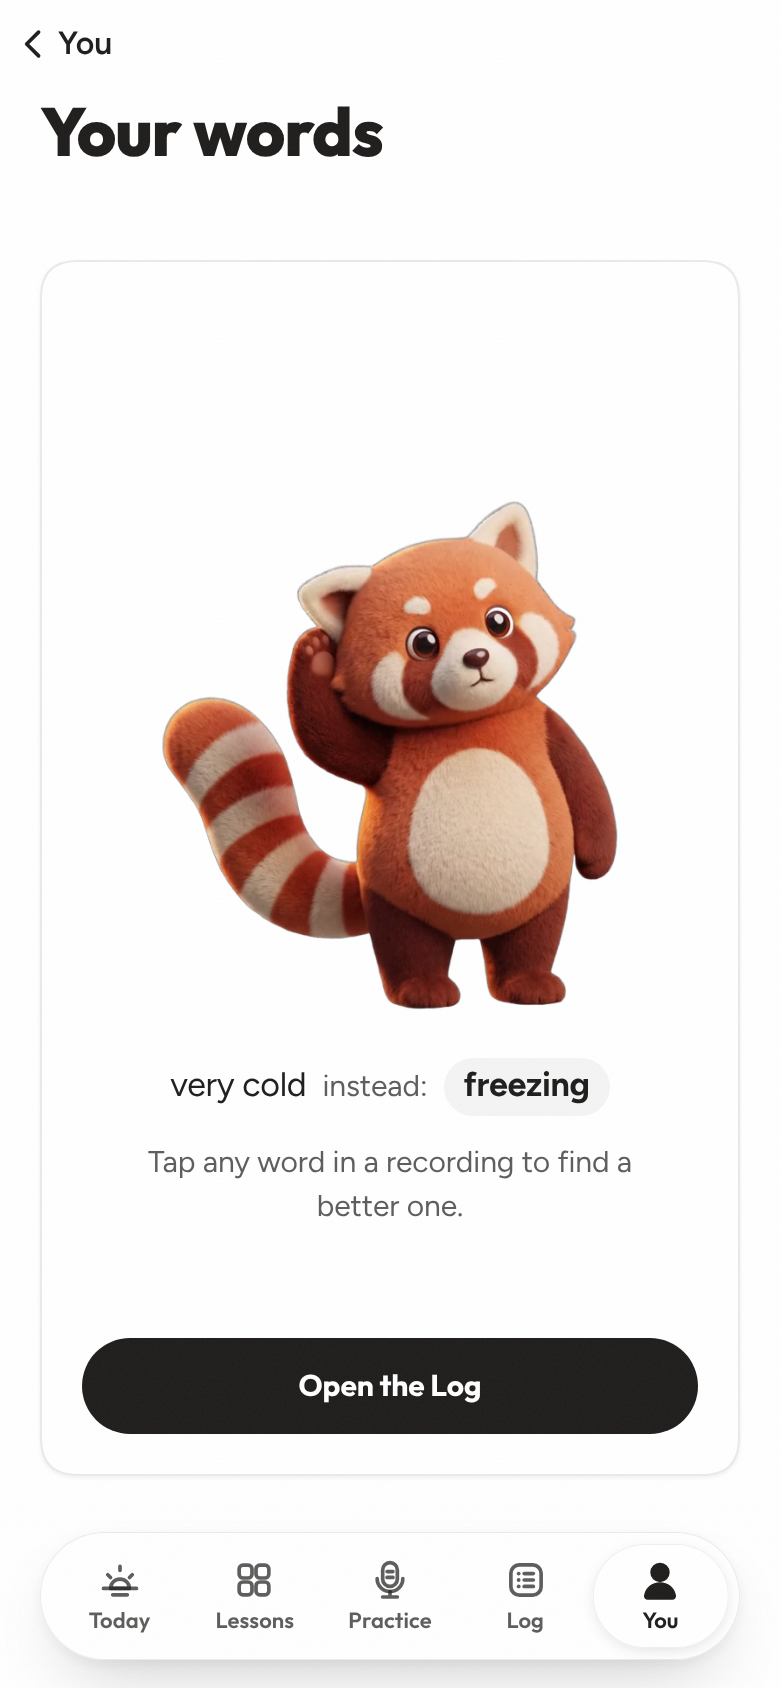 You
Your words
very cold instead: freezing
Tap any word in a recording to find a
better one.
Open the Log
Today Lessons Practice Log You